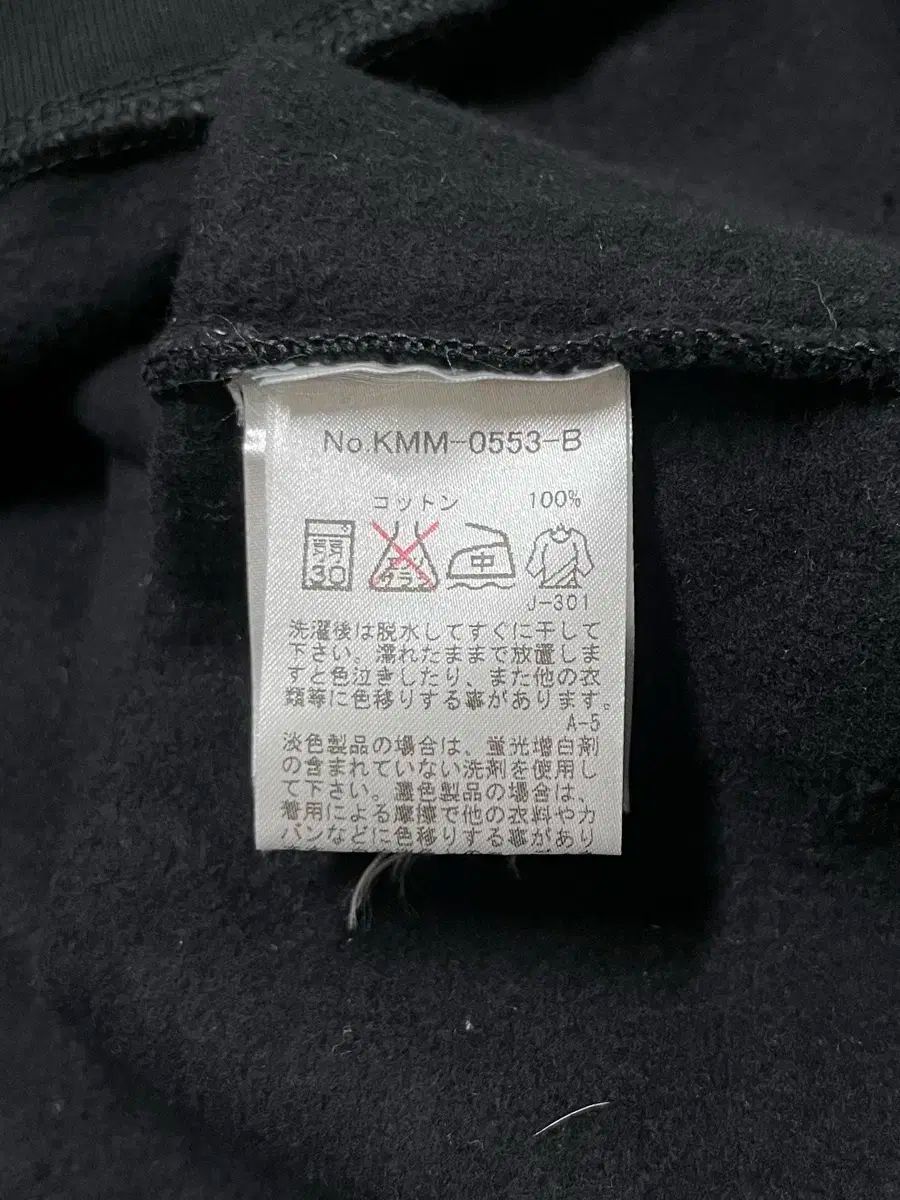 No.KMM-0553-B
コットン 100%
弱 30 エンソサラシ 中
J-301
洗濯後は脱水してすぐに干して
下さい。濡れたままで放置しま
すと色泣きしたり、また他の衣
類等に色移りする事があります。
A-5
淡色製品の場合は、蛍光増白剤
の含まれていない洗剤を使用し
て下さい。濃色製品の場合は、
着用による摩擦で他の衣料やカ
バンなどに色移りする事があり